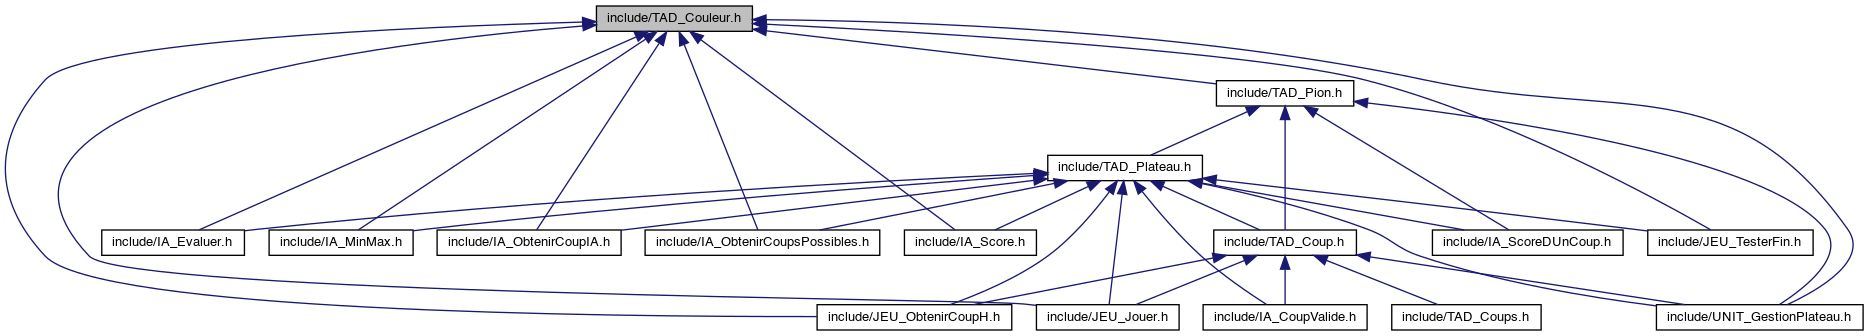 include/TAD_Couleur.h
include/TAD_Pion.h
include/TAD_Plateau.h
include/IA_Evaluer.h
include/IA_MinMax.h
include/IA_ObtenirCoupIA.h
include/IA_ObtenirCoupsPossibles.h
include/IA_Score.h
include/TAD_Coup.h
include/IA_ScoreDUnCoup.h
include/JEU_TesterFin.h
include/JEU_ObtenirCoupH.h
include/JEU_Jouer.h
include/IA_CoupValide.h
include/TAD_Coups.h
include/UNIT_GestionPlateau.h